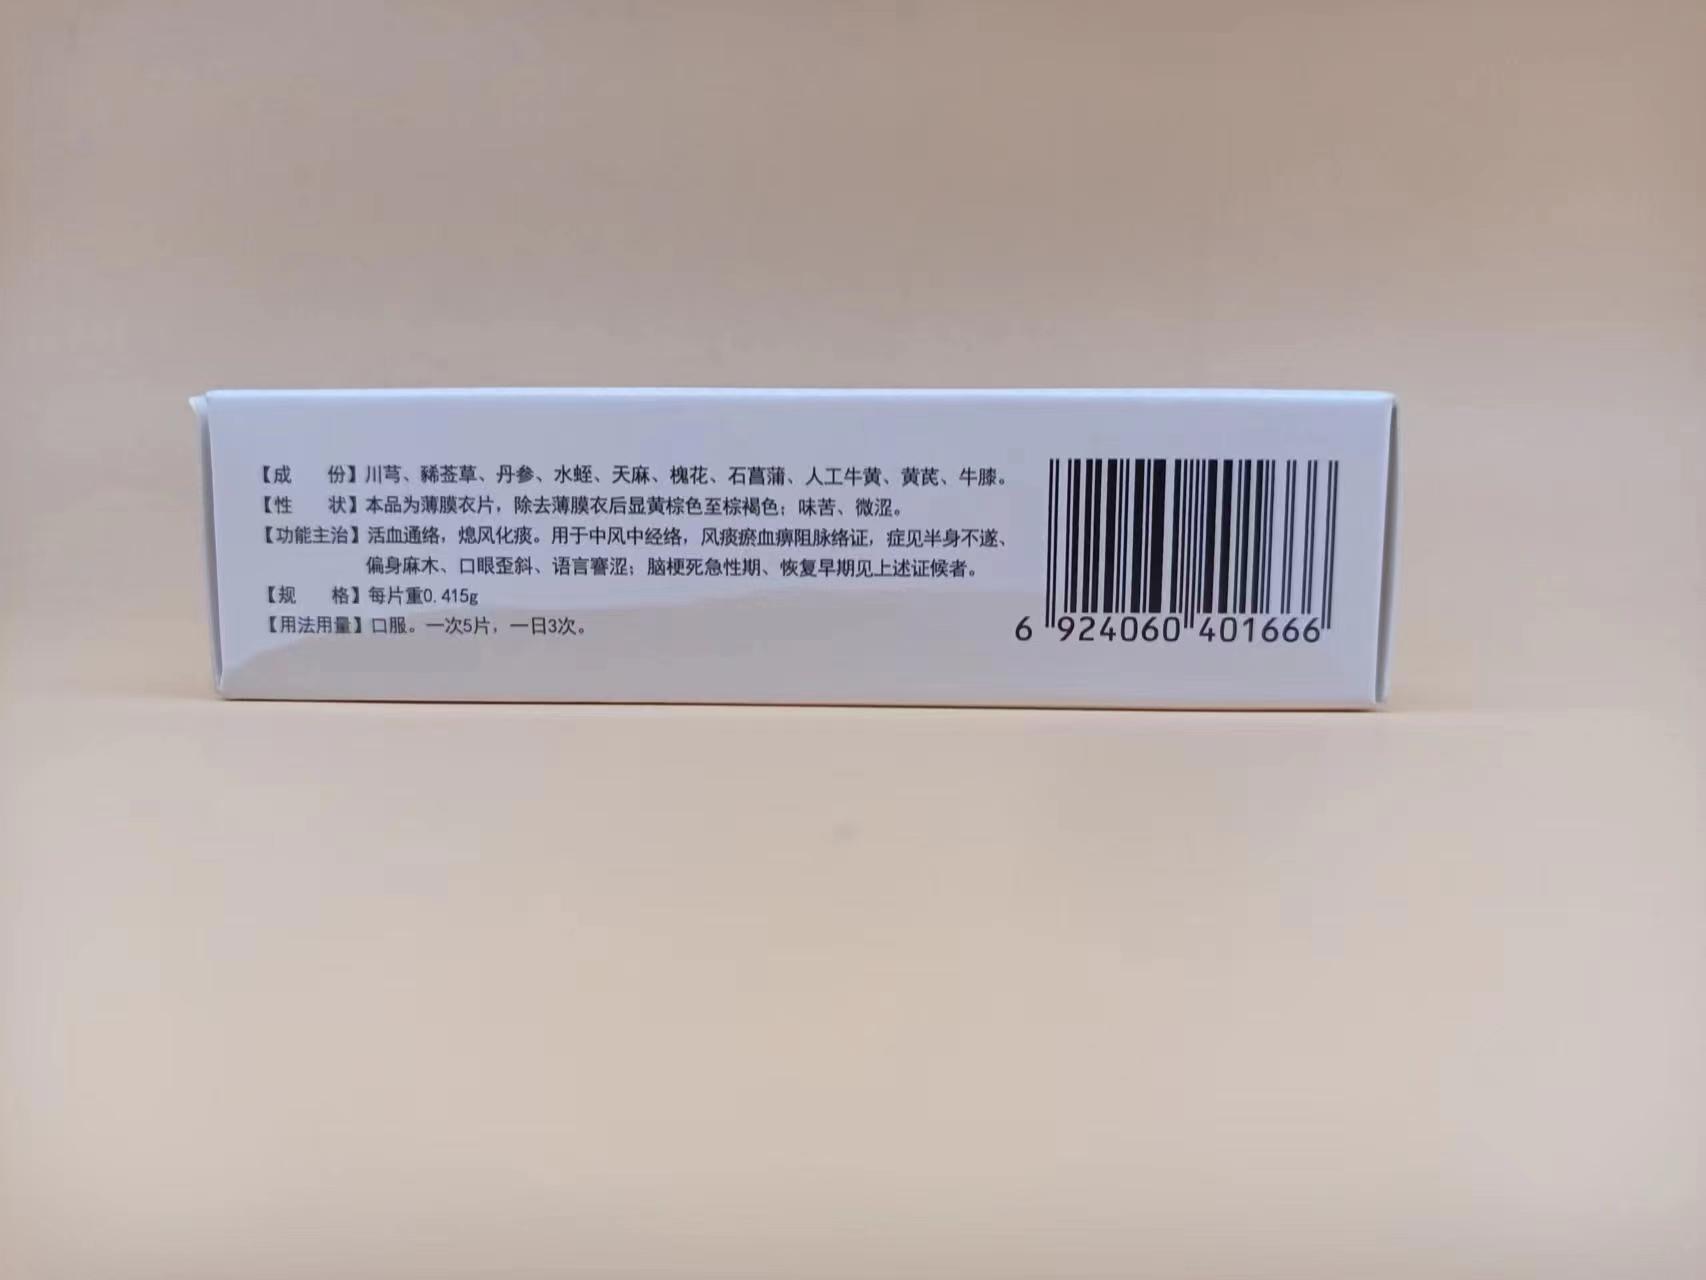 【成 份】川芎、豨莶草、丹参、水蛭、天麻、槐花、石菖蒲、人工牛黄、黄芪、牛膝。
【性 状】本品为薄膜衣片，除去薄膜衣后显黄棕色至棕褐色；味苦、微涩。
【功能主治】活血通络，熄风化痰。用于中风中经络，风痰瘀血痹阻脉络证，症见半身不遂、
偏身麻木、口眼歪斜、语言謇涩；脑梗死急性期、恢复早期见上述证候者。
【规 格】每片重0.415g
【用法用量】口服。一次5片，一日3次。
6 924060 401666